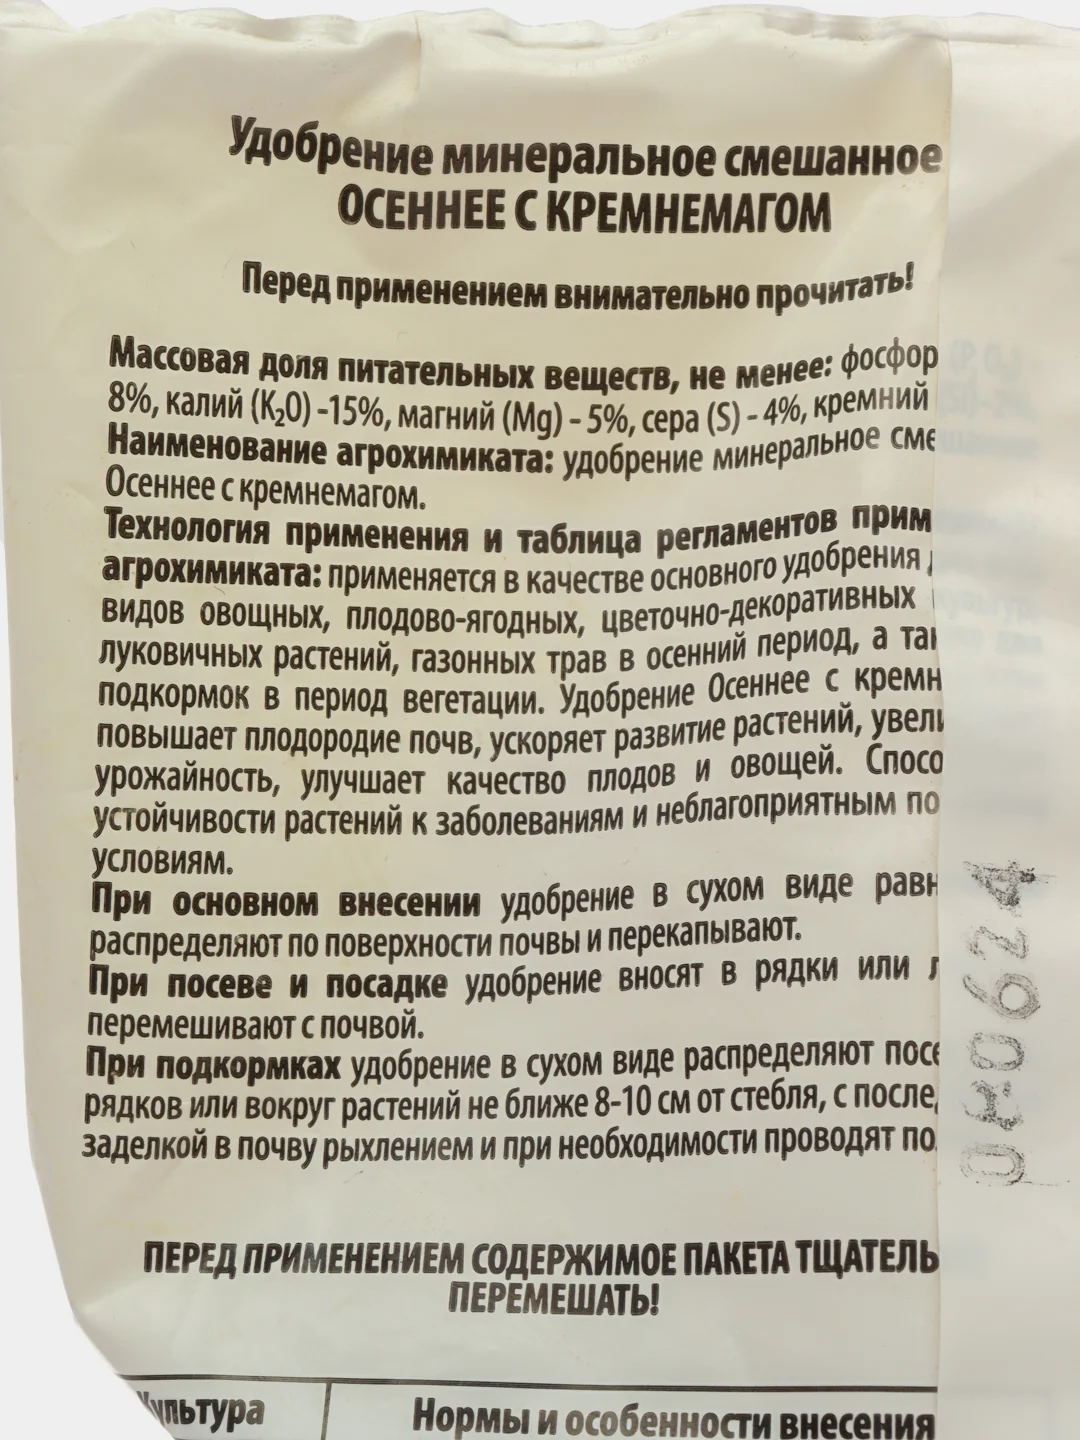 Удобрение минеральное смешанное
ОСЕННЕЕ С КРЕМНЕМАГОМ
Перед применением внимательно прочитать!
Массовая доля питательных веществ, не менее: фосфор
8%, калий (K₂O) -15%, магний (Mg) - 5%, сера (S) - 4%, кремний
Наименование агрохимиката: удобрение минеральное сме
Осеннее с кремнемагом.
Технология применения и таблица регламентов прим
агрохимиката: применяется в качестве основного удобрения
видов овощных, плодово-ягодных, цветочно-декоративных
луковичных растений, газонных трав в осенний период, а та
подкормок в период вегетации. Удобрение Осеннее с кремн
повышает плодородие почв, ускоряет развитие растений, увели
урожайность, улучшает качество плодов и овощей. Спосо
устойчивости растений к заболеваниям и неблагоприятным по
условиям.
При основном внесении удобрение в сухом виде равн
распределяют по поверхности почвы и перекапывают.
При посеве и посадке удобрение вносят в рядки или л
перемешивают с почвой.
При подкормках удобрение в сухом виде распределяют посе
рядков или вокруг растений не ближе 8-10 см от стебля, с после
заделкой в почву рыхлением и при необходимости проводят по
ПЕРЕД ПРИМЕНЕНИЕМ СОДЕРЖИМОЕ ПАКЕТА ТЩАТЕЛЬ
ПЕРЕМЕШАТЬ!
Культура
Нормы и особенности внесения